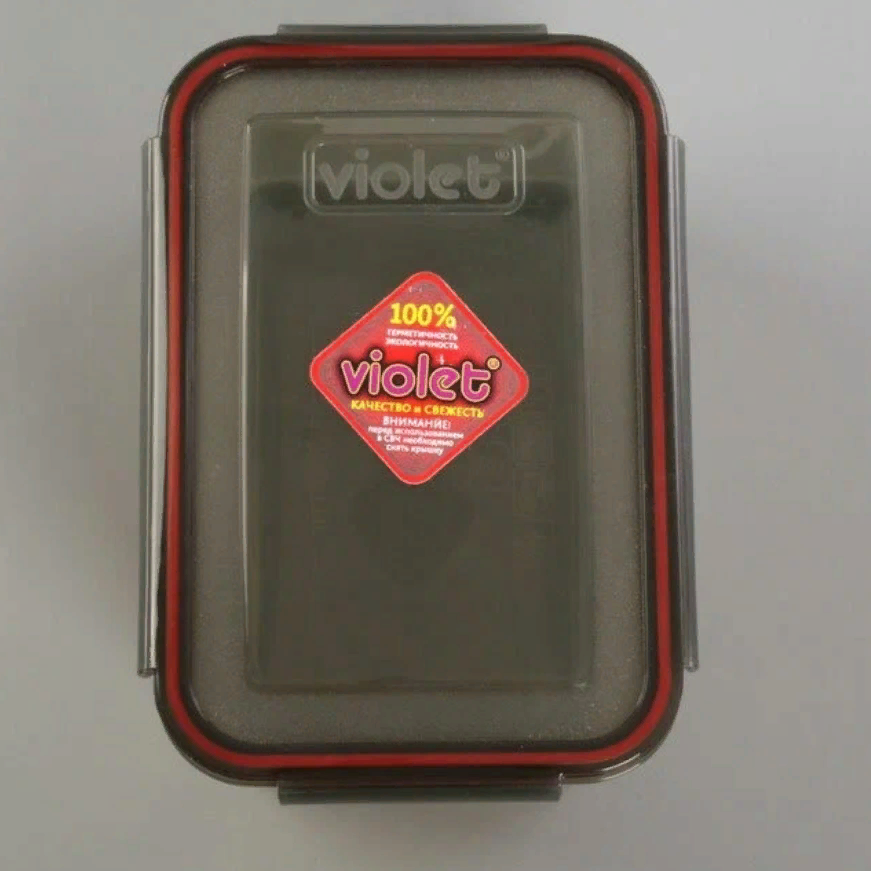 violet®
100%
ГЕРМЕТИЧНОСТЬ
ЭКОЛОГИЧНОСТЬ
violet®
КАЧЕСТВО и СВЕЖЕСТЬ
ВНИМАНИЕ!
перед использованием
в СВЧ необходимо
снять крышку